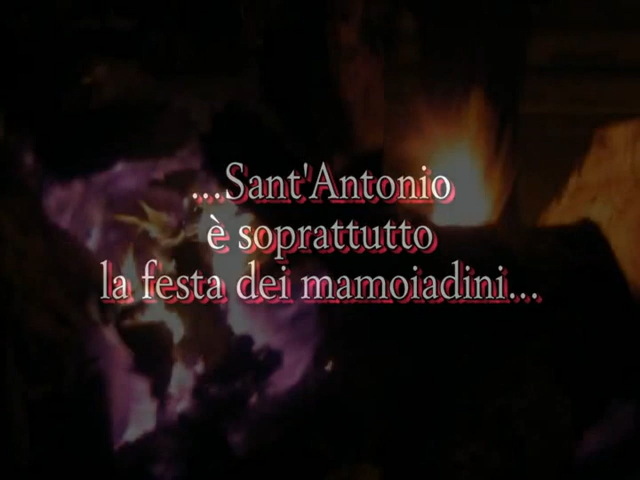 ....Sant'Antonio
è soprattutto
la festa dei mamoiadini...